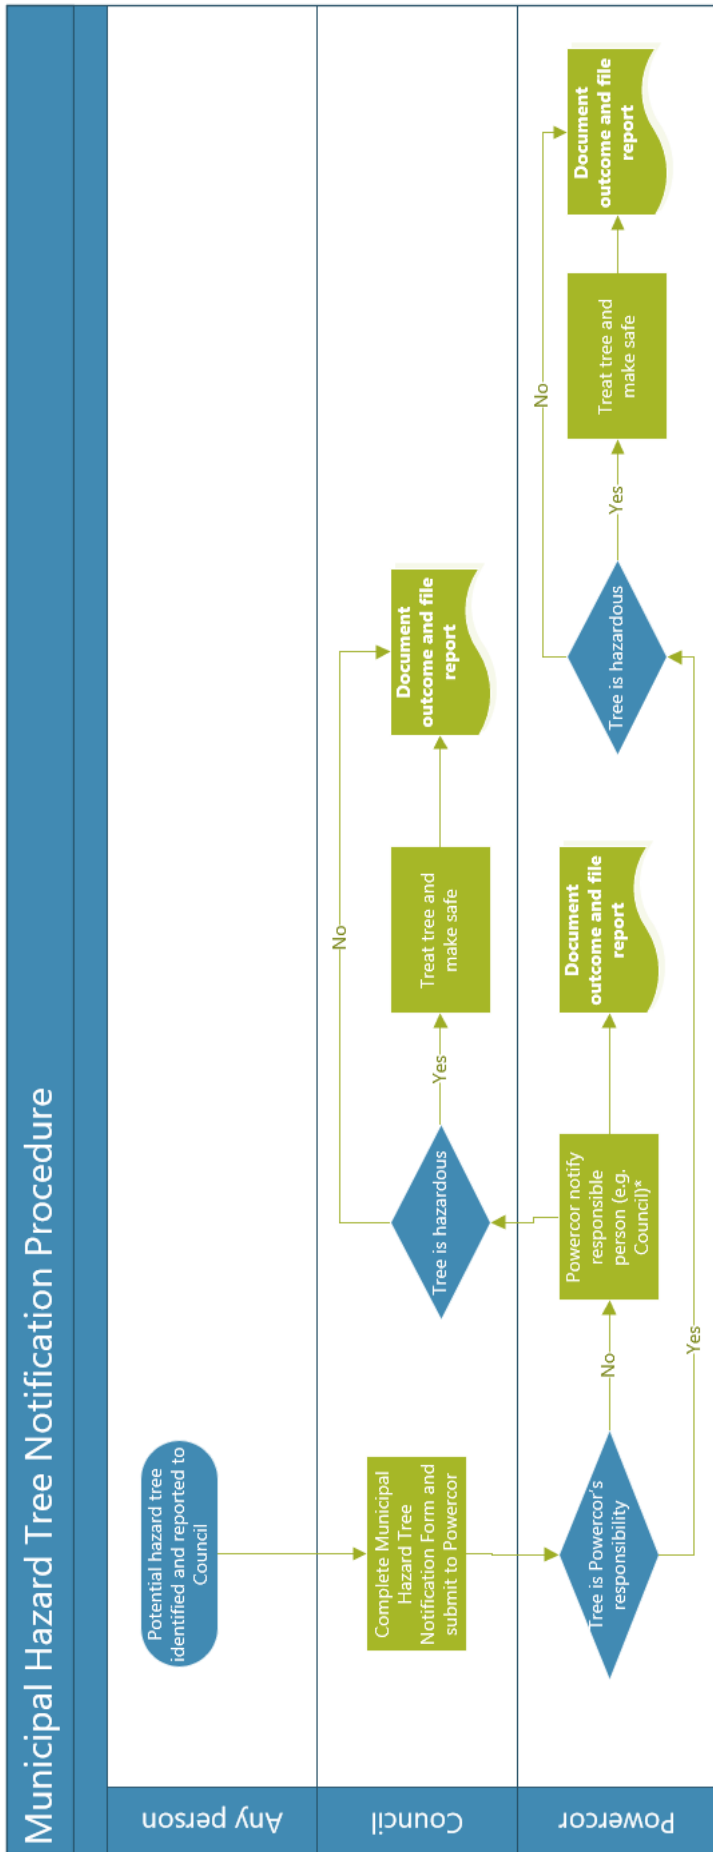 Municipal Hazard Tree Notification Procedure
Any person
Potential hazard tree
identified and reported to
Council
Council
Complete Municipal
Hazard Tree
Notification Form and
submit to Powercor
Tree is hazardous
Yes
No
Treat tree and
make safe
Document
outcome and file
report
Powercor
Tree is Powercor's
responsibility
No
Yes
Powercor notify
responsible
person (e.g.
Council)*
Document
outcome and file
report
Tree is hazardous
Yes
No
Treat tree and
make safe
Document
outcome and file
report